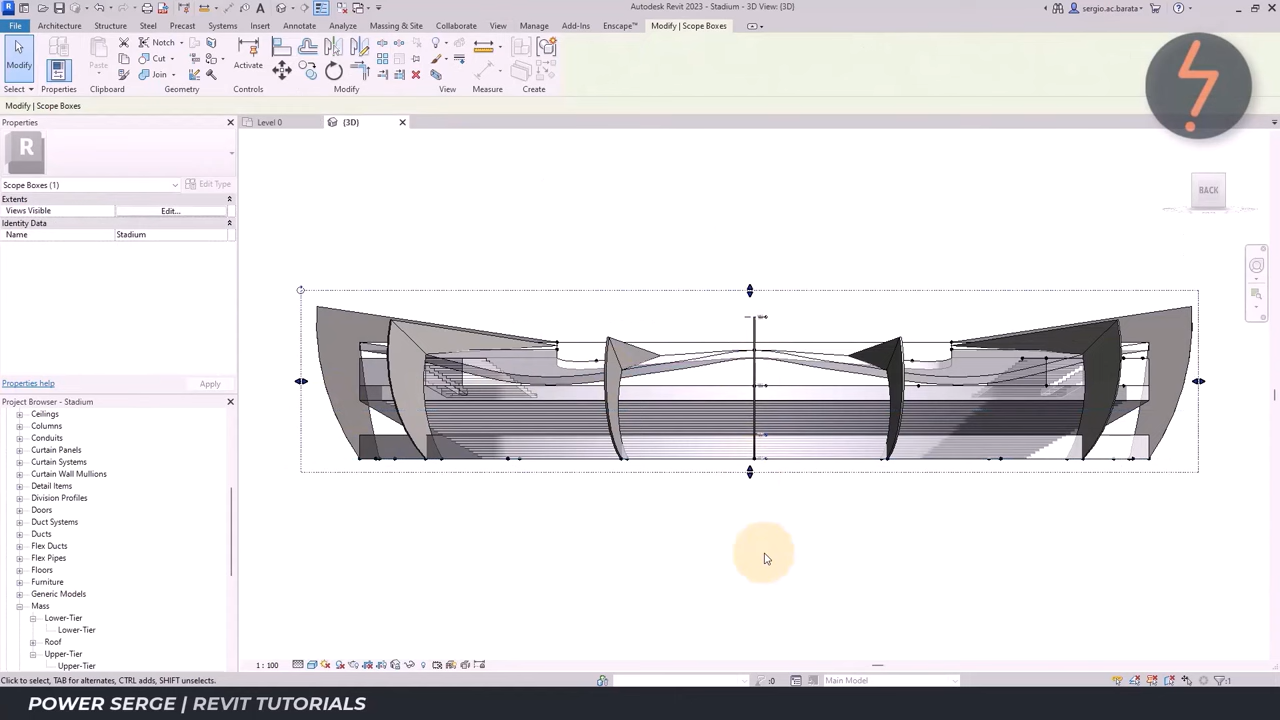 Autodesk Revit 2023 - Stadium - 3D View: {3D}
sergio.ac.barata
File Architecture Structure Steel Precast Systems Insert Annotate Analyze Massing & Site Collaborate View Manage Add-Ins Enscape™ Modify | Scope Boxes
Modify Paste Notch Cut Join Activate
Select Properties Clipboard Geometry Controls Modify View Measure Create
Modify | Scope Boxes
Properties
Level 0
{3D}
R
Scope Boxes (1)
Edit Type
Extents
Views Visible
Edit...
Identity Data
Name
Stadium
BACK
Properties help
Apply
Project Browser - Stadium
Ceilings
Columns
Conduits
Curtain Panels
Curtain Systems
Curtain Wall Mullions
Detail Items
Division Profiles
Doors
Duct Systems
Ducts
Flex Ducts
Flex Pipes
Floors
Furniture
Generic Models
Mass
Lower-Tier
Lower-Tier
Roof
Upper-Tier
Upper-Tier
1 : 100
Click to select, TAB for alternates, CTRL adds, SHIFT unselects.
:0
Main Model
:1
POWER SERGE | REVIT TUTORIALS